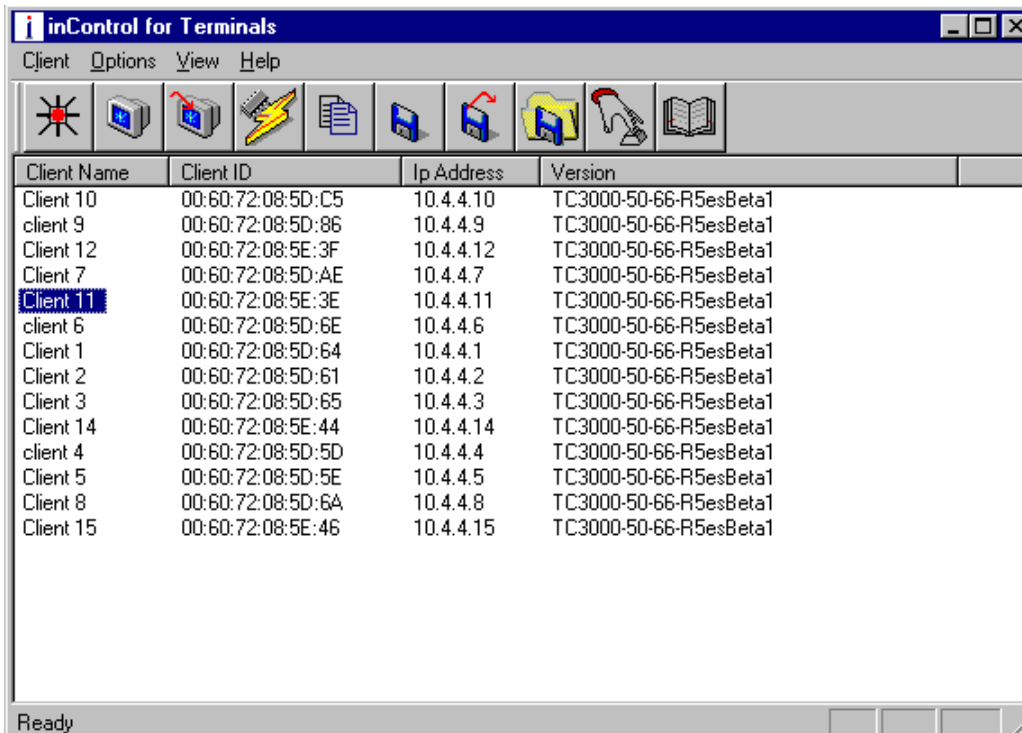 inControl for Terminals
Client Options View Help
Client Name Client ID Ip Address Version
Client 10 00:60:72:08:5D:C5 10.4.4.10 TC3000-50-66-R5esBeta1
client 9 00:60:72:08:5D:86 10.4.4.9 TC3000-50-66-R5esBeta1
Client 12 00:60:72:08:5E:3F 10.4.4.12 TC3000-50-66-R5esBeta1
Client 7 00:60:72:08:5D:AE 10.4.4.7 TC3000-50-66-R5esBeta1
Client 11 00:60:72:08:5E:3E 10.4.4.11 TC3000-50-66-R5esBeta1
client 6 00:60:72:08:5D:6E 10.4.4.6 TC3000-50-66-R5esBeta1
Client 1 00:60:72:08:5D:64 10.4.4.1 TC3000-50-66-R5esBeta1
Client 2 00:60:72:08:5D:61 10.4.4.2 TC3000-50-66-R5esBeta1
Client 3 00:60:72:08:5D:65 10.4.4.3 TC3000-50-66-R5esBeta1
Client 14 00:60:72:08:5E:44 10.4.4.14 TC3000-50-66-R5esBeta1
client 4 00:60:72:08:5D:5D 10.4.4.4 TC3000-50-66-R5esBeta1
Client 5 00:60:72:08:5D:5E 10.4.4.5 TC3000-50-66-R5esBeta1
Client 8 00:60:72:08:5D:6A 10.4.4.8 TC3000-50-66-R5esBeta1
Client 15 00:60:72:08:5E:46 10.4.4.15 TC3000-50-66-R5esBeta1
Ready